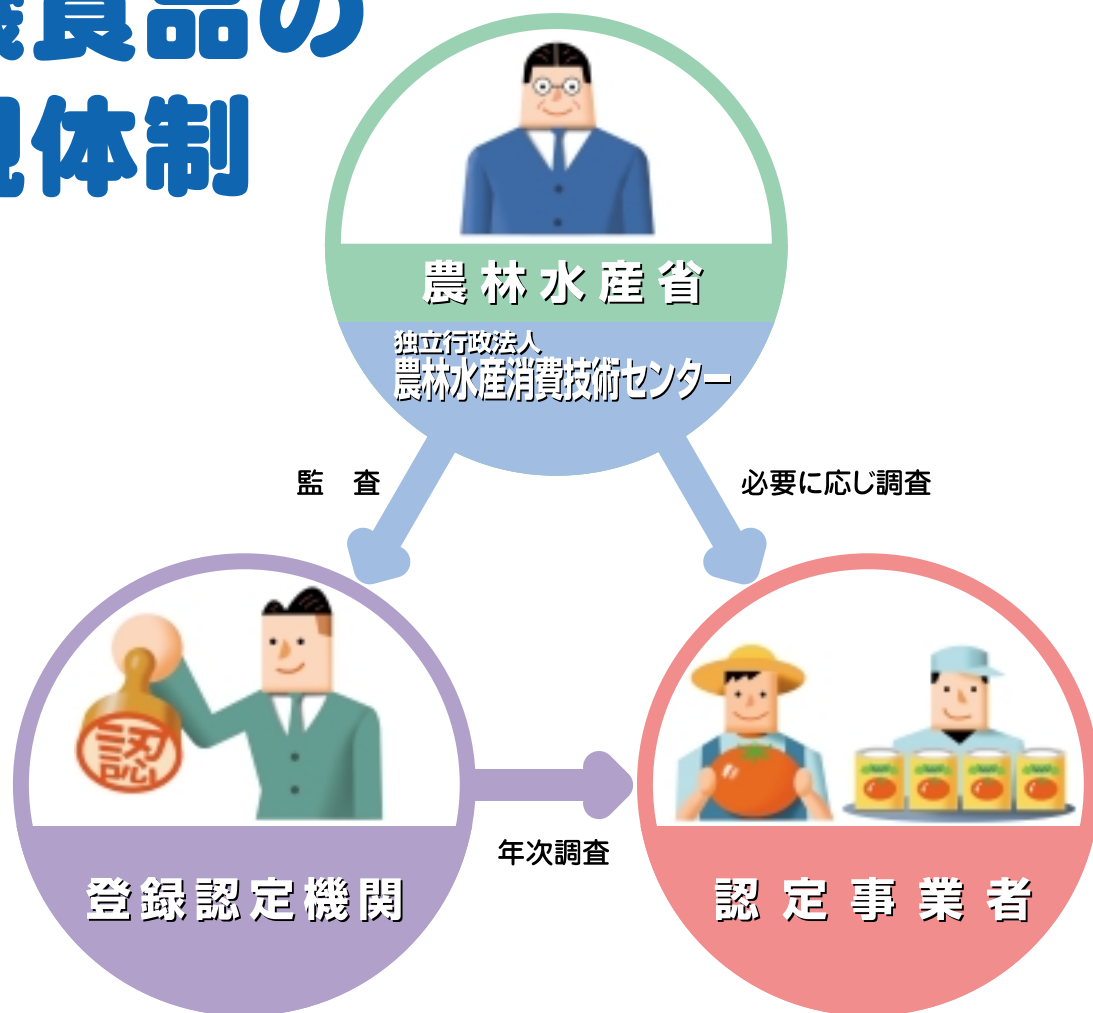 食品の
体制
農林水産省
独立行政法人
農林水産消費技術センター
監 査
必要に応じ調査
認
年次調査
登録認定機関
認定事業者